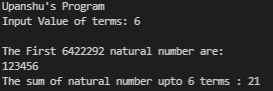 Upanshu's Program
Input Value of terms: 6
The First 6422292 natural number are:
123456
The sum of natural number upto 6 terms : 21